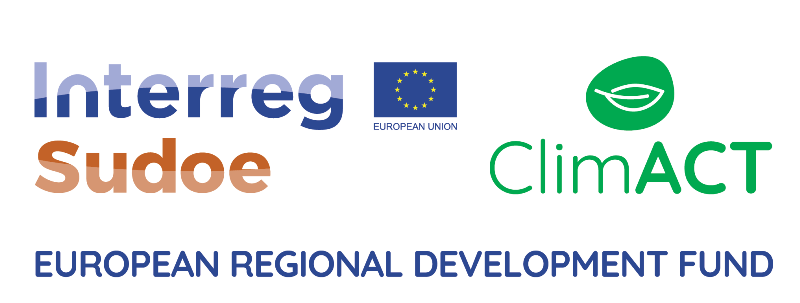 Interreg
Sudoe
EUROPEAN UNION
ClimACT
EUROPEAN REGIONAL DEVELOPMENT FUND